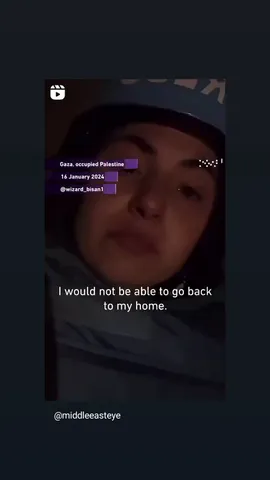 Gaza, occupied Palestine
16 January 2024
@wizard_bisan1
I would not be able to go back
to my home.
@middleeasteye